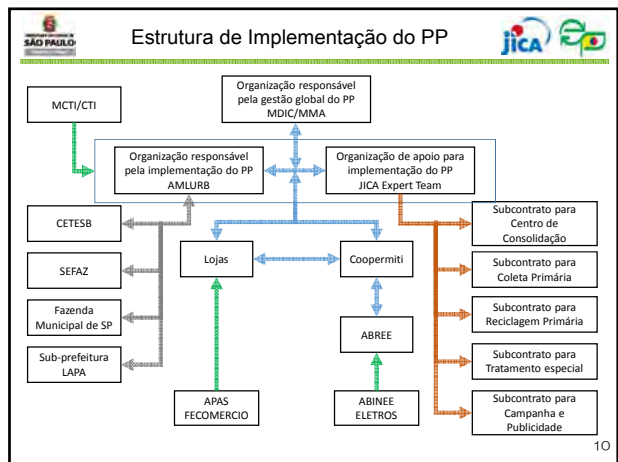 SÃO PAULO
Estrutura de Implementação do PP
jica
MCTI/CTI
Organização responsável
pela gestão global do PP
MDIC/MMA
Organização responsável
pela implementação do PP
AMLURB
Organização de apoio para
implementação do PP
JICA Expert Team
CETESB
SEFAZ
Fazenda
Municipal de SP
Sub-prefeitura
LAPA
Lojas
Coopermiti
ABREE
APAS
FECOMERCIO
ABINEE
ELETROS
Subcontrato para
Centro de
Consolidação
Subcontrato para
Coleta Primária
Subcontrato para
Reciclagem Primária
Subcontrato para
Tratamento especial
Subcontrato para
Campanha e
Publicidade
10